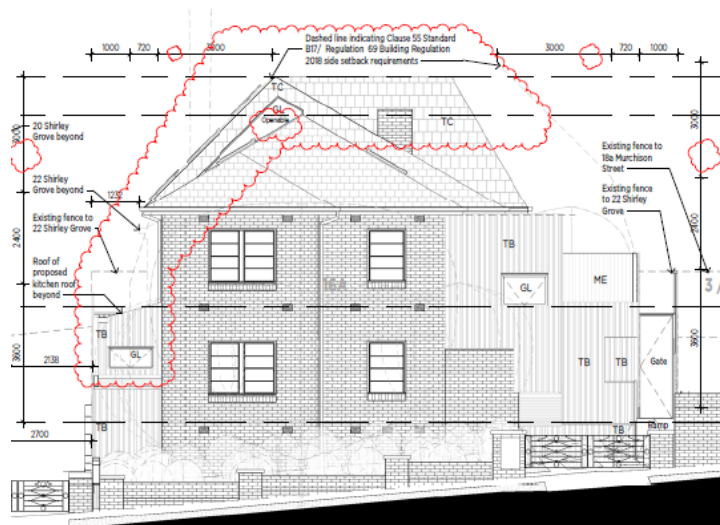 Dashed line indicating Clause 55 Standard
B17/ Regulation 69 Building Regulation
2018 side setback requirements
1000
720
3000
720
1000
TC
GL
Openable
TC
20 Shirley
Grove beyond
22 Shirley
Grove beyond
1232
Existing fence to
22 Shirley Grove
Roof of
proposed
kitchen roof
beyond
2400
3600
2138
2700
TB
GL
TB
16A
Existing fence to
18a Murchison
Street
Existing fence
to 22 Shirley
Grove
3000
2400
3600
TB
GL
ME
TB
TB
TB
Gate
Ramp
3